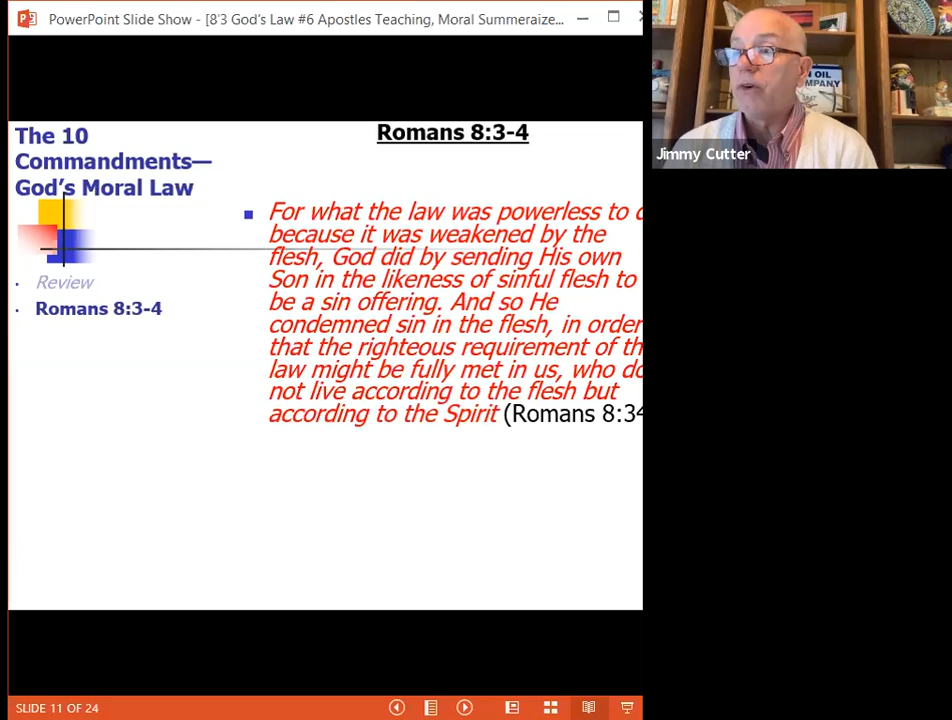 PowerPoint Slide Show - [8'3 God's Law #6 Apostles Teaching, Moral Summeraize...
The 10
Commandments—
God's Moral Law
Review
Romans 8:3-4
Romans 8:3-4
For what the law was powerless to
because it was weakened by the
flesh, God did by sending His own
Son in the likeness of sinful flesh to
be a sin offering. And so He
condemned sin in the flesh, in order
that the righteous requirement of th
law might be fully met in us, who do
not live according to the flesh but
according to the Spirit (Romans 8:34
OIL
COMPANY
Jimmy Cutter
SLIDE 11 OF 24